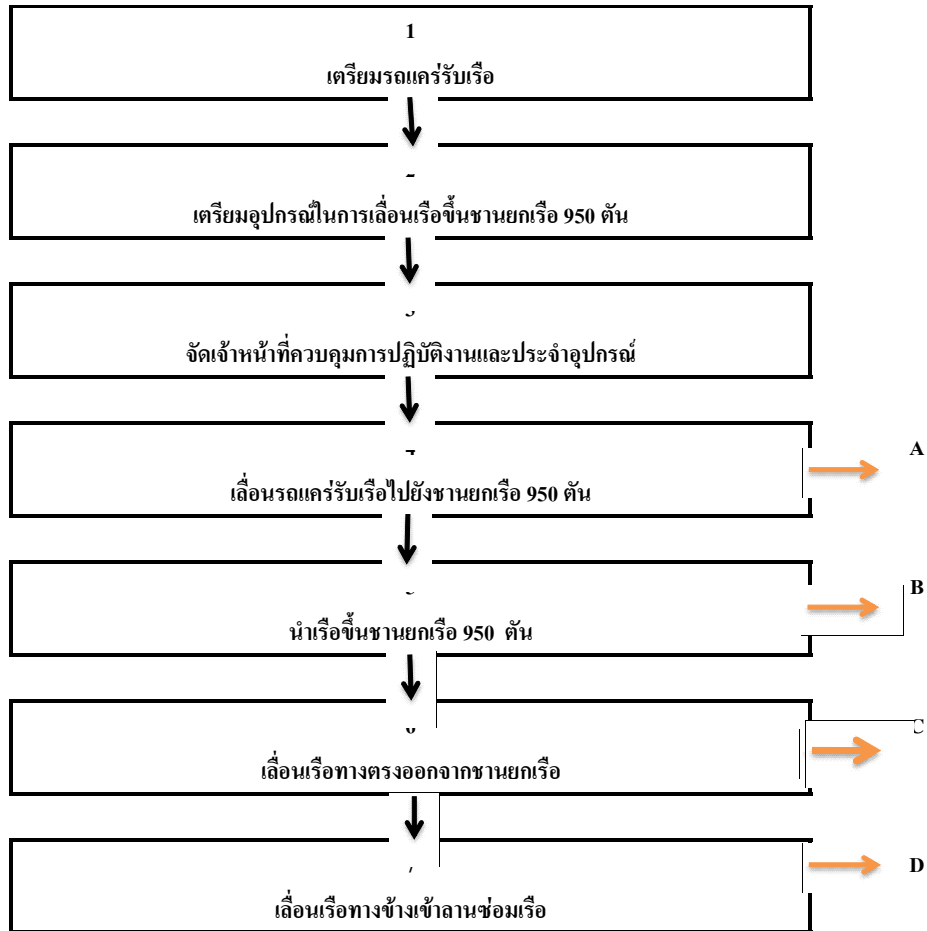 1
เตรียมรถแคร่รับเรือ
เตรียมอุปกรณ์ในการเลื่อนเรือขึ้นชานยกเรือ 950 ตัน
จัดเจ้าหน้าที่ควบคุมการปฏิบัติงานและประจำอุปกรณ์
A
เลื่อนรถแคร่รับเรือไปยังชานยกเรือ 950 ตัน
B
นำเรือขึ้นชานยกเรือ 950 ตัน
C
เลื่อนเรือทางตรงออกจากชานยกเรือ
D
เลื่อนเรือทางข้างเข้าลานซ่อมเรือ